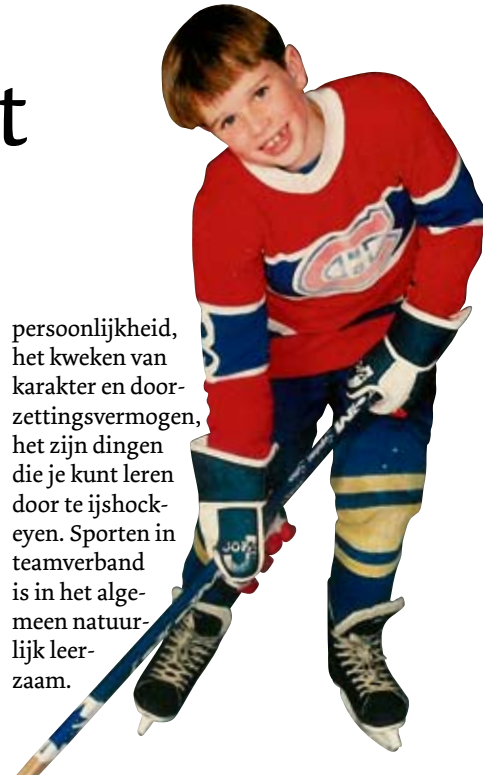 t
persoonlijkheid,
het kweken van
karakter en door-
zettingsvermogen,
het zijn dingen
die je kunt leren
door te ijshock-
eyen. Sporten in
teamverband
is in het alge-
meen natuur-
lijk leer-
zaam.
JOFA